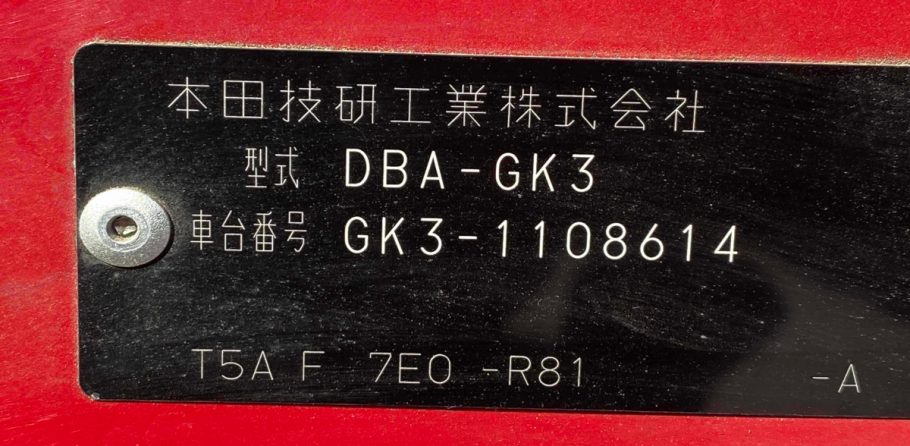 本田技研工業株式会社
型式 DBA-GK3
車台番号 GK3-1108614
T5A F 7E0 -R81 -A